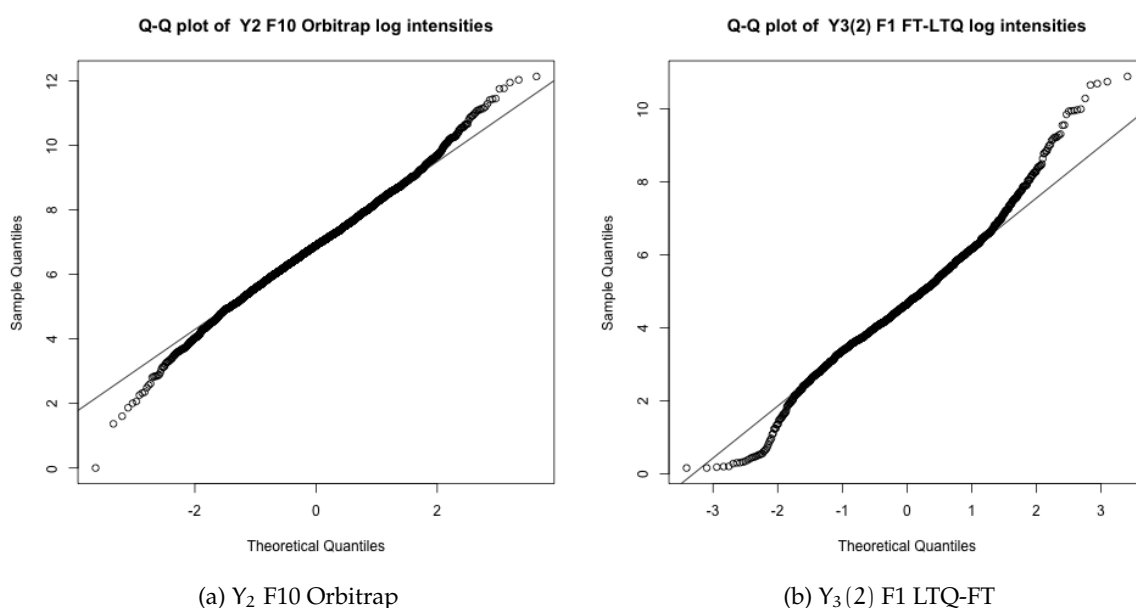 Q-Q plot of  Y2 F10 Orbitrap log intensities
Sample Quantiles
12
10
8
6
4
2
0
-2
0
2
Theoretical Quantiles
(a) Y₂ F10 Orbitrap
Q-Q plot of  Y3(2) F1 FT-LTQ log intensities
Sample Quantiles
10
8
6
4
2
0
-3
-2
-1
0
1
2
3
Theoretical Quantiles
(b) Y₃(2) F1 LTQ-FT